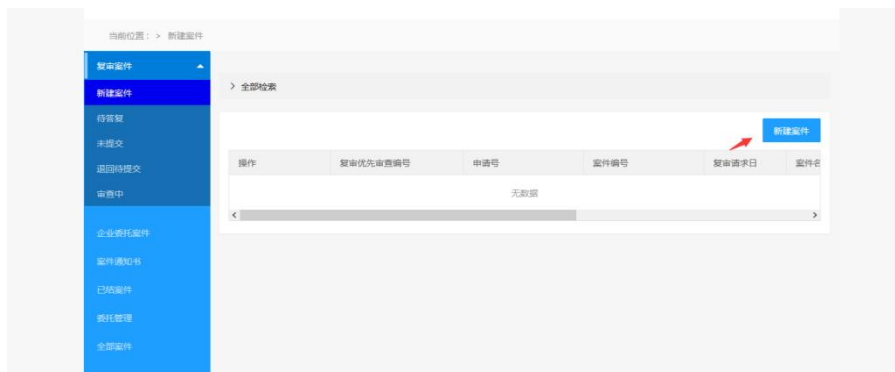 当前位置：> 新建案件
复审案件
新建案件
待答复
未提交
退回待提交
审查中
企业委托案件
案件通知书
已结案件
委托管理
全部案件
> 全部检索
新建案件
操作 复审优先审查编号 申请号 案件编号 复审请求日 案件名
无数据